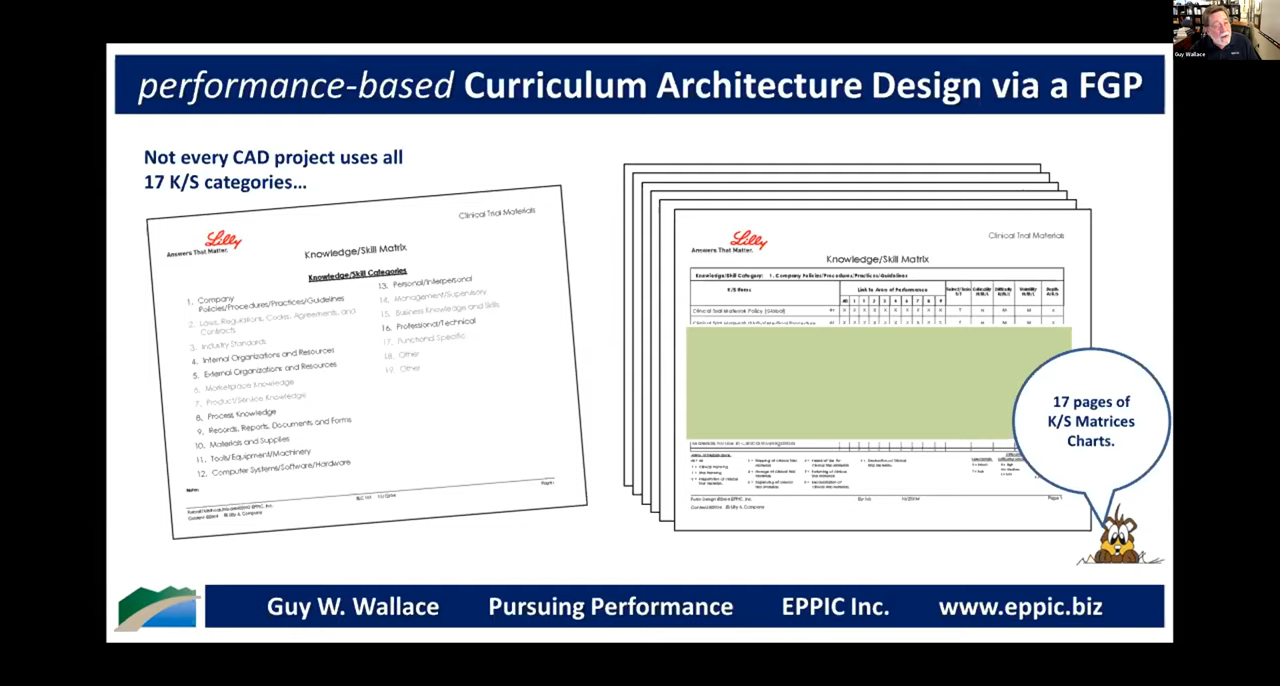 Guy Wallace
performance-based Curriculum Architecture Design via a FGP
Not every CAD project uses all
17 K/S categories...
Clinical Trial Materials
Lilly
Answers That Matter.
Knowledge/Skill Matrix
Knowledge/Skill Categories
1. Company
Policies/Procedures/Practices/Guidelines
2. Laws, Regulations, Codes, Agreements, and
Contracts
3. Industry Standards
4. Internal Organizations and Resources
5. External Organizations and Resources
6. Marketplace Knowledge
7. Product/Service Knowledge
8. Process Knowledge
9. Records, Reports, Documents and Forms
10. Materials and Supplies
11. Tools/Equipment/Machinery
12. Computer Systems/Software/Hardware
13. Personal/Interpersonal
14. Management/Supervisory
15. Business Knowledge and Skills
16. Professional/Technical
17. Functional Specific
18. Other
19. Other
Notes:
Page 1
Clinical Trial Materials
Lilly
Answers That Matter.
Knowledge/Skill Matrix
Knowledge/Skill Category: 1. Company Policies/Procedures/Practices/Guidelines
K/S Items
Link to Area of Performance
Clinical Trial Materials Policy (Global)
Page 1
17 pages of
K/S Matrices
Charts.
Guy W. Wallace Pursuing Performance EPPIC Inc. www.eppic.biz